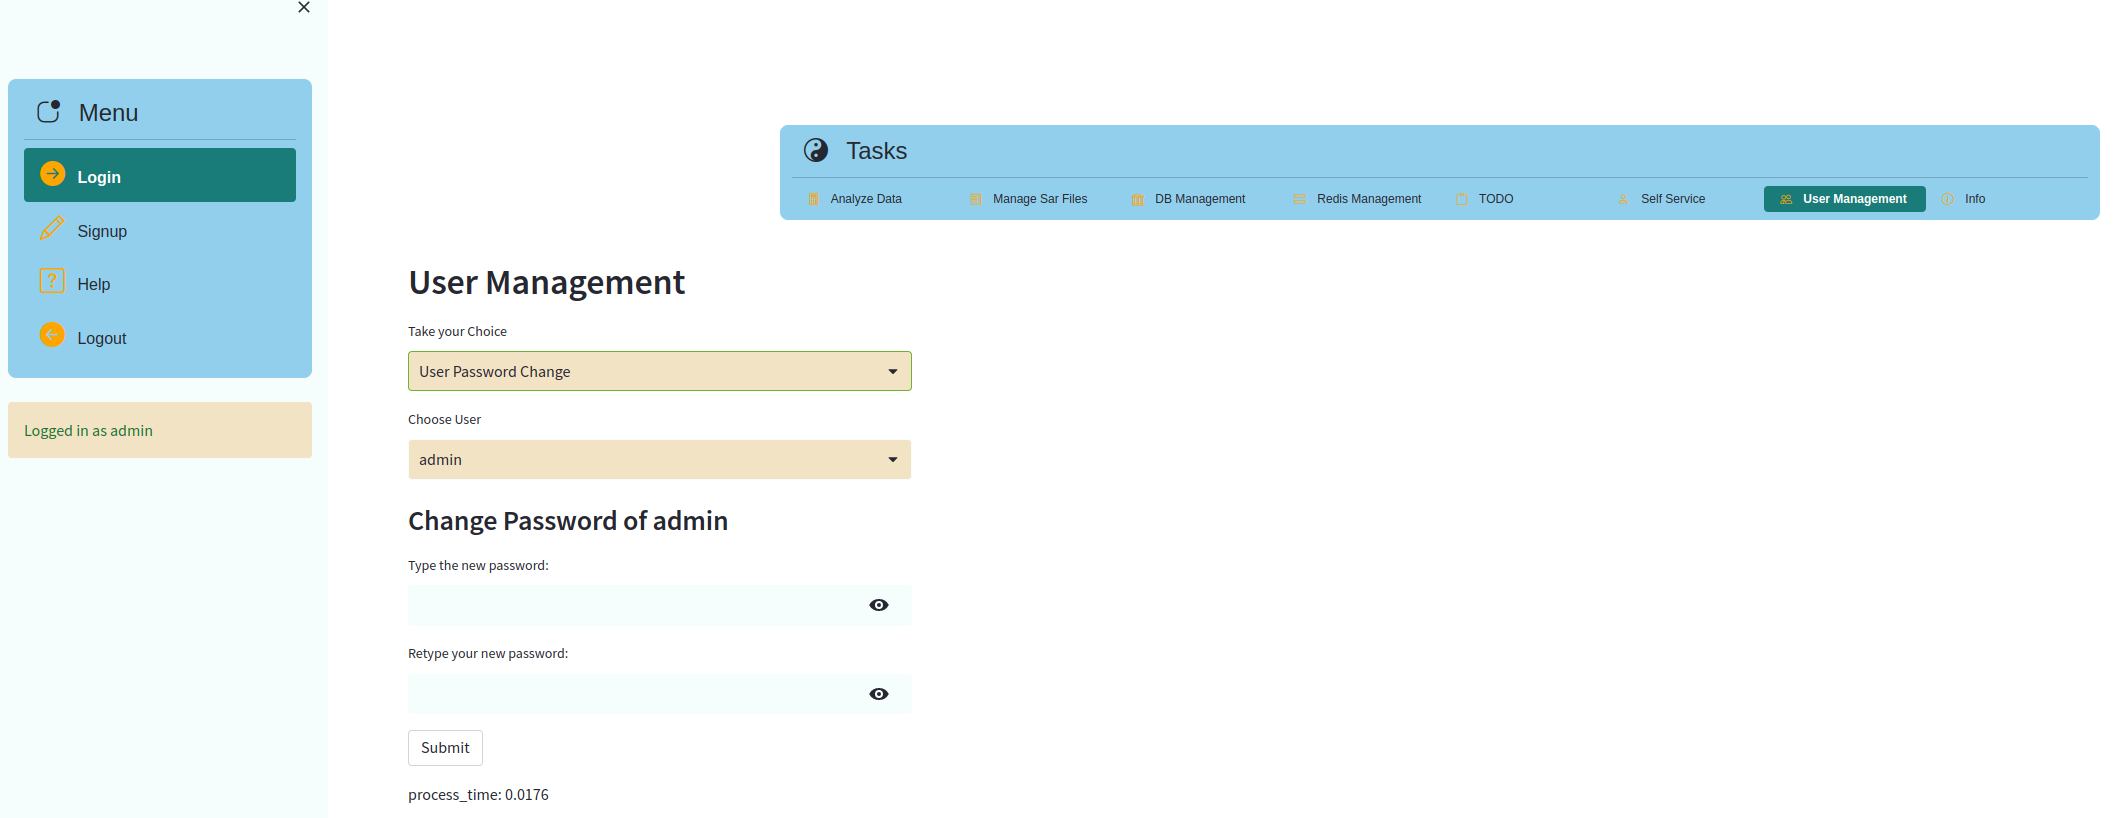 Menu
Login
Signup
Help
Logout
Logged in as admin
Tasks
Analyze Data Manage Sar Files DB Management Redis Management TODO Self Service User Management Info
User Management
Take your Choice
User Password Change
Choose User
admin
Change Password of admin
Type the new password:
Retype your new password:
Submit
process_time: 0.0176